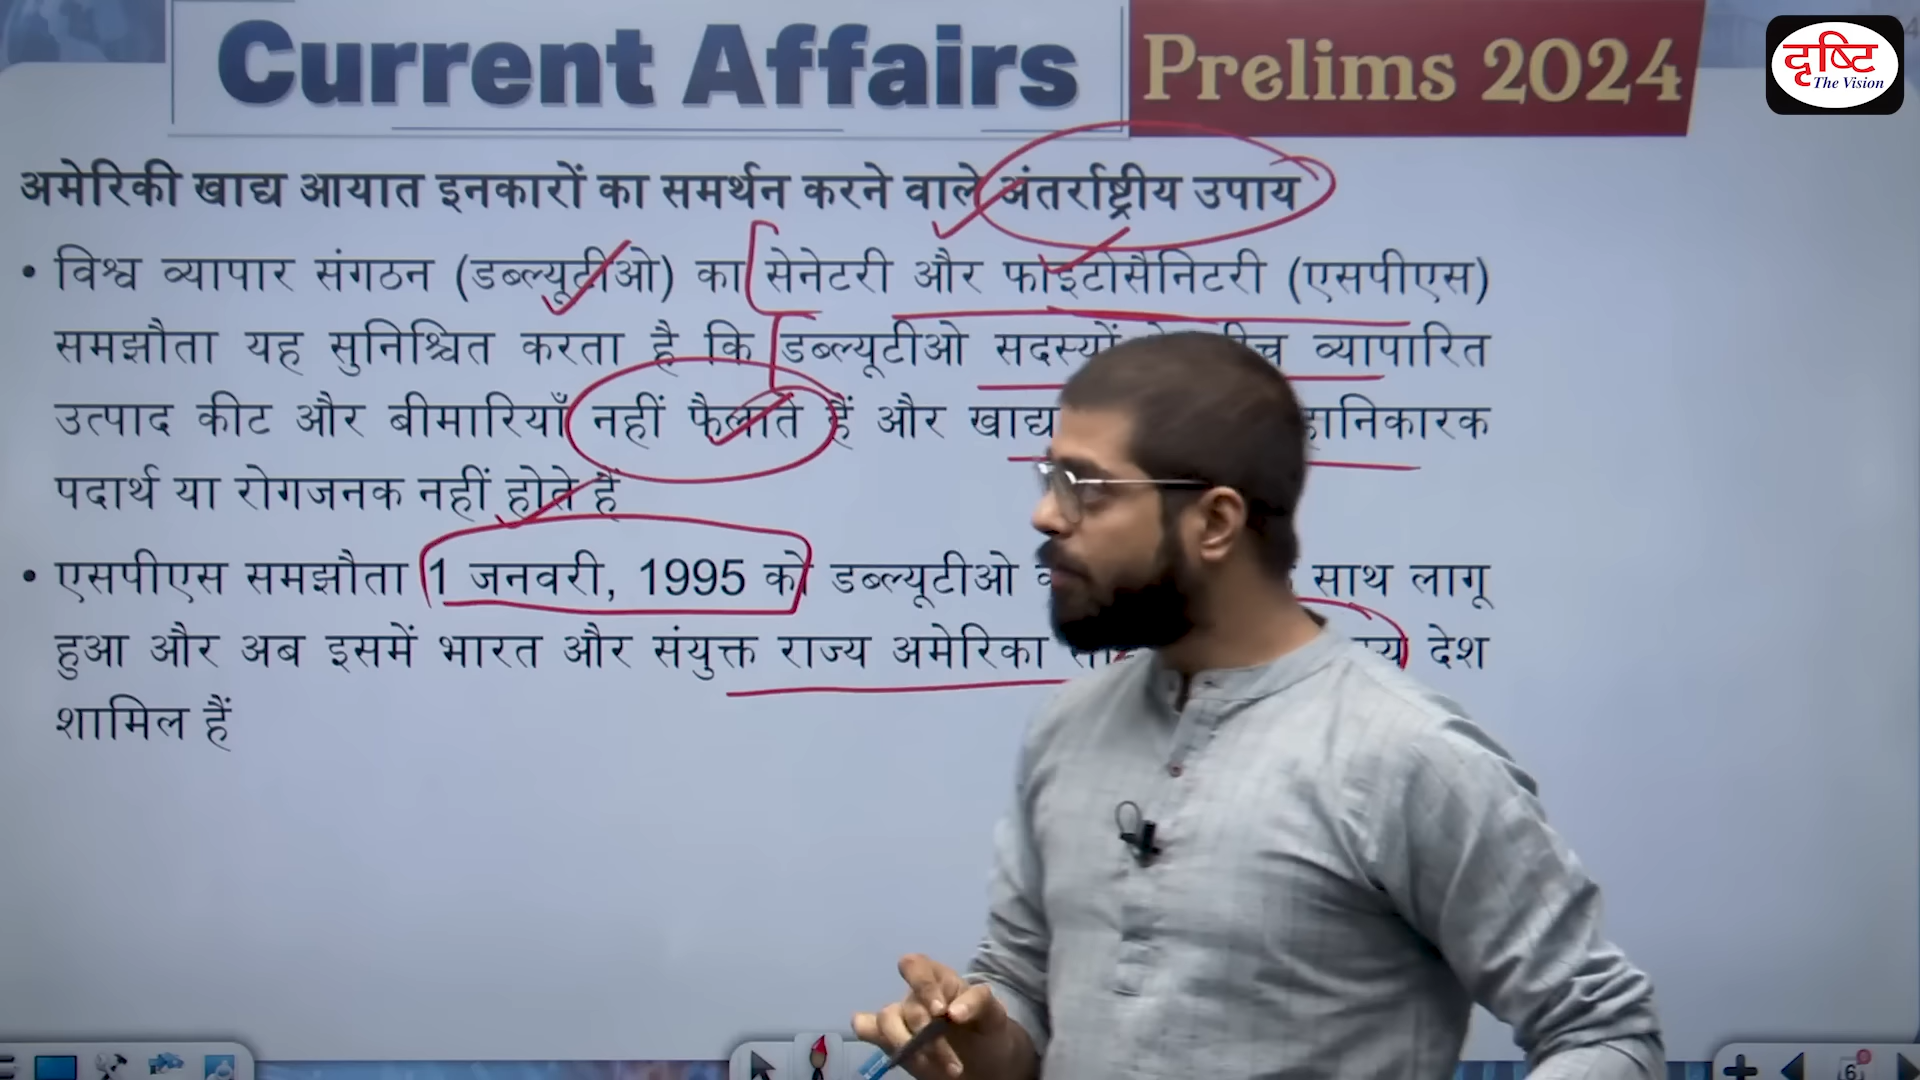 Current Affairs Prelims 2024
दृष्टि
The Vision
अमेरिकी खाद्य आयात इनकारों का समर्थन करने वाले अंतर्राष्ट्रीय उपाय
• विश्व व्यापार संगठन (डब्ल्यूटीओ) का सेनेटरी और फाइटोसैनिटरी (एसपीएस)
समझौता यह सुनिश्चित करता है कि डब्ल्यूटीओ सदस्यों व्यापारित
उत्पाद कीट और बीमारियाँ नहीं फैलाते हैं और खाद्य हानिकारक
पदार्थ या रोगजनक नहीं होते हैं
• एसपीएस समझौता 1 जनवरी, 1995 को डब्ल्यूटीओ साथ लागू
हुआ और अब इसमें भारत और संयुक्त राज्य अमेरिका देश
शामिल हैं
6